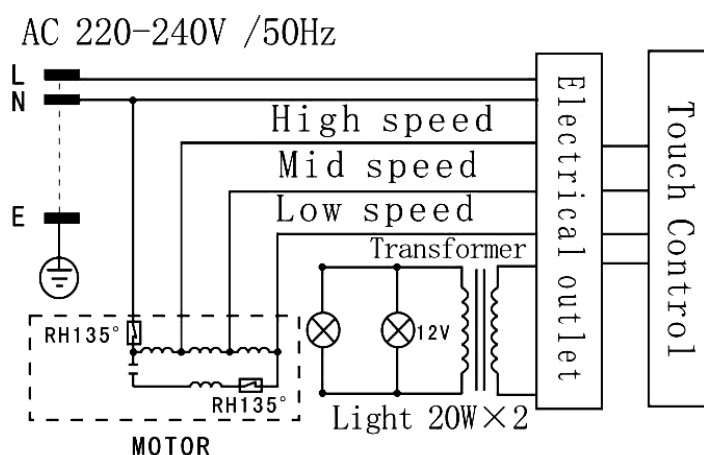 AC 220-240V /50Hz
L
N
High speed
Mid speed
Low speed
E
Transformer
RH135°
12V
RH135°
Light 20W×2
MOTOR
Electrical outlet
Touch Control